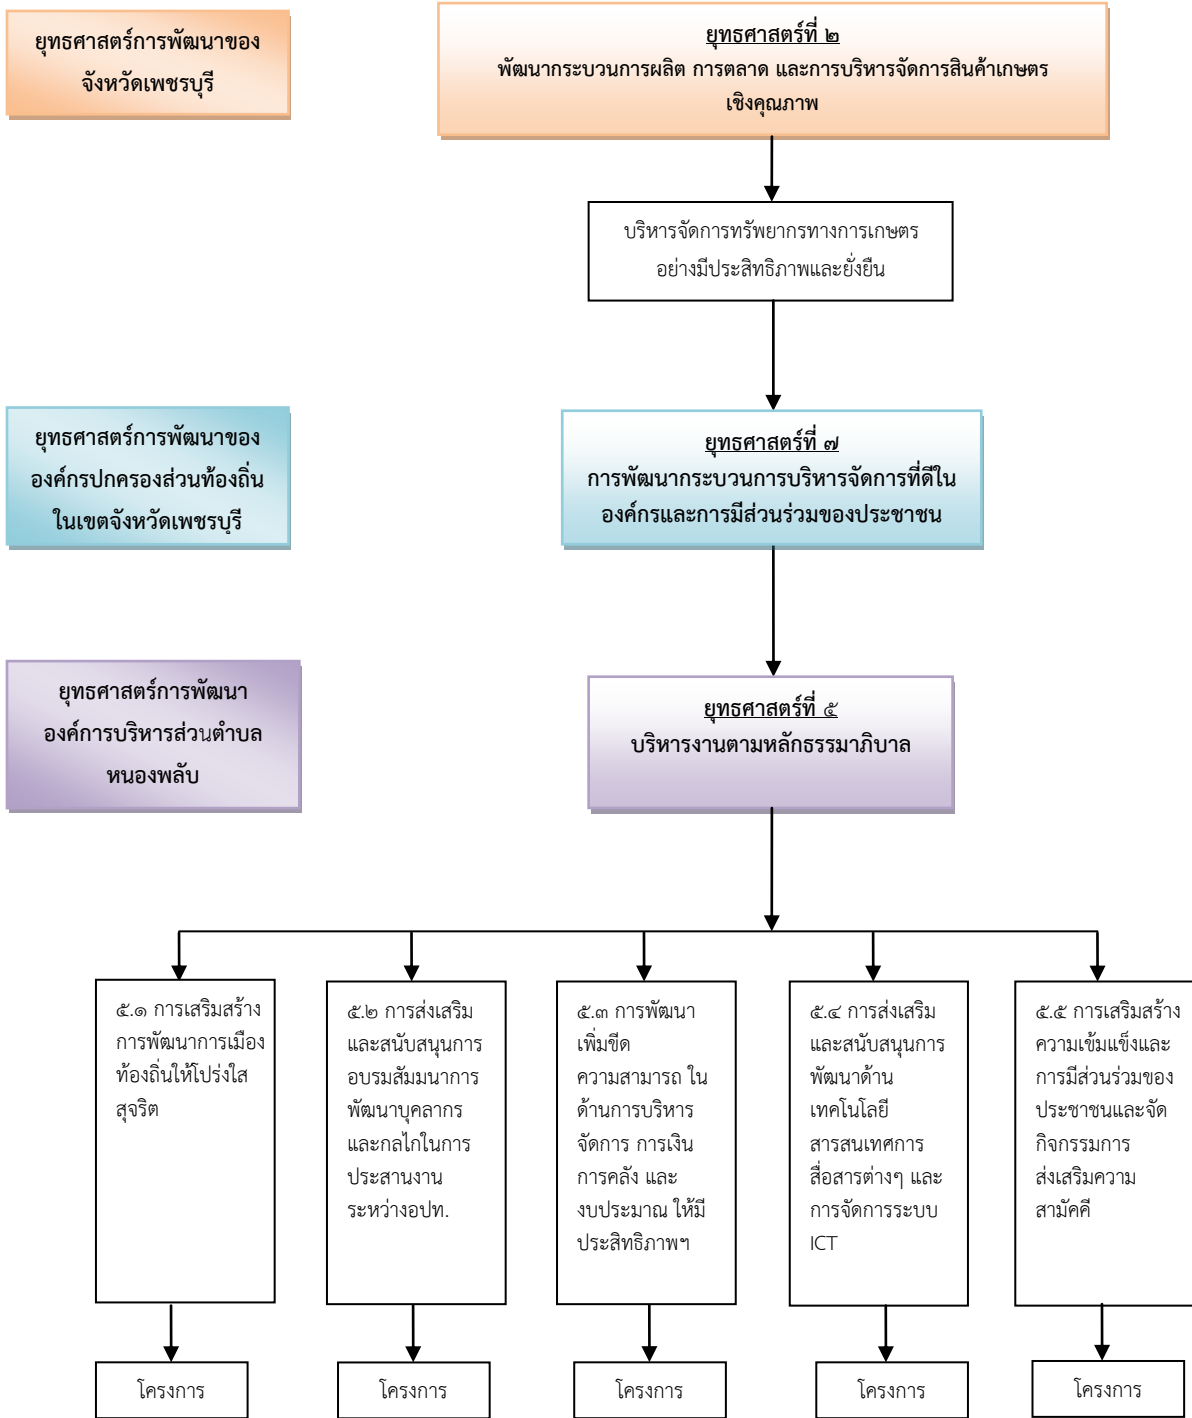 ยุทธศาสตร์การพัฒนาของ
จังหวัดเพชรบุรี
ยุทธศาสตร์ที่ ๒
พัฒนากระบวนการผลิต การตลาด และการบริหารจัดการสินค้าเกษตร
เชิงคุณภาพ
บริหารจัดการทรัพยากรทางการเกษตร
อย่างมีประสิทธิภาพและยั่งยืน
ยุทธศาสตร์การพัฒนาของ
องค์กรปกครองส่วนท้องถิ่น
ในเขตจังหวัดเพชรบุรี
ยุทธศาสตร์ที่ ๗
การพัฒนากระบวนการบริหารจัดการที่ดีใน
องค์กรและการมีส่วนร่วมของประชาชน
ยุทธศาสตร์การพัฒนา
องค์การบริหารส่วนตำบล
หนองพลับ
ยุทธศาสตร์ที่ ๕
บริหารงานตามหลักธรรมาภิบาล
๕.๑ การเสริมสร้าง
การพัฒนาการเมือง
ท้องถิ่นให้โปร่งใส
สุจริต
๕.๒ การส่งเสริม
และสนับสนุนการ
อบรมสัมมนาการ
พัฒนาบุคลากร
และกลไกในการ
ประสานงาน
ระหว่างอปท.
๕.๓ การพัฒนา
เพิ่มขีด
ความสามารถ ใน
ด้านการบริหาร
จัดการ การเงิน
การคลัง และ
งบประมาณ ให้มี
ประสิทธิภาพฯ
๕.๔ การส่งเสริม
และสนับสนุนการ
พัฒนาด้าน
เทคโนโลยี
สารสนเทศการ
สื่อสารต่างๆ และ
การจัดการระบบ
ICT
๕.๕ การเสริมสร้าง
ความเข้มแข็งและ
การมีส่วนร่วมของ
ประชาชนและจัด
กิจกรรมการ
ส่งเสริมความ
สามัคคี
โครงการ
โครงการ
โครงการ
โครงการ
โครงการ